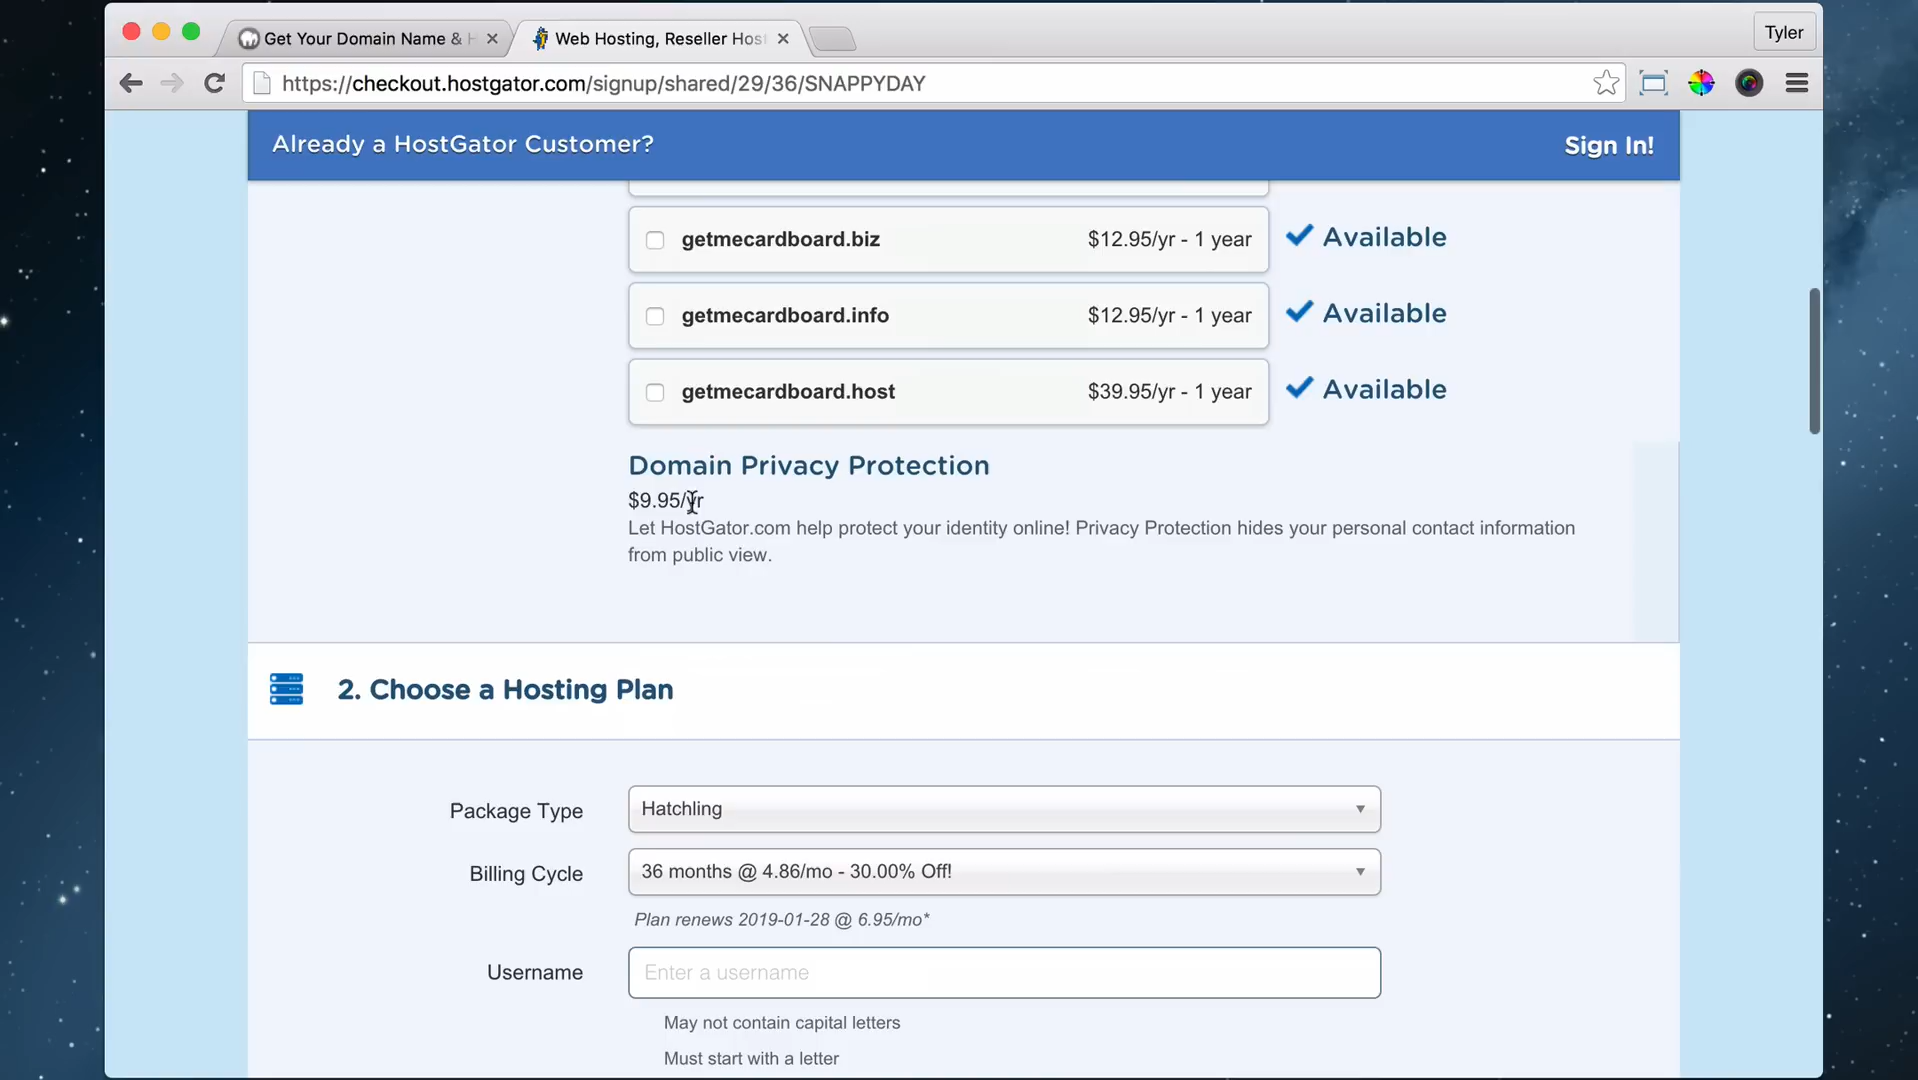 Get Your Domain Name & H
Web Hosting, Reseller Hos
Tyler
https://checkout.hostgator.com/signup/shared/29/36/SNAPPYDAY
Already a HostGator Customer?
Sign In!
getmecardboard.biz $12.95/yr - 1 year Available
getmecardboard.info $12.95/yr - 1 year Available
getmecardboard.host $39.95/yr - 1 year Available
Domain Privacy Protection
$9.95/yr
Let HostGator.com help protect your identity online! Privacy Protection hides your personal contact information
from public view.
2. Choose a Hosting Plan
Package Type Hatchling
Billing Cycle 36 months @ 4.86/mo - 30.00% Off!
Plan renews 2019-01-28 @ 6.95/mo*
Username Enter a username
May not contain capital letters
Must start with a letter